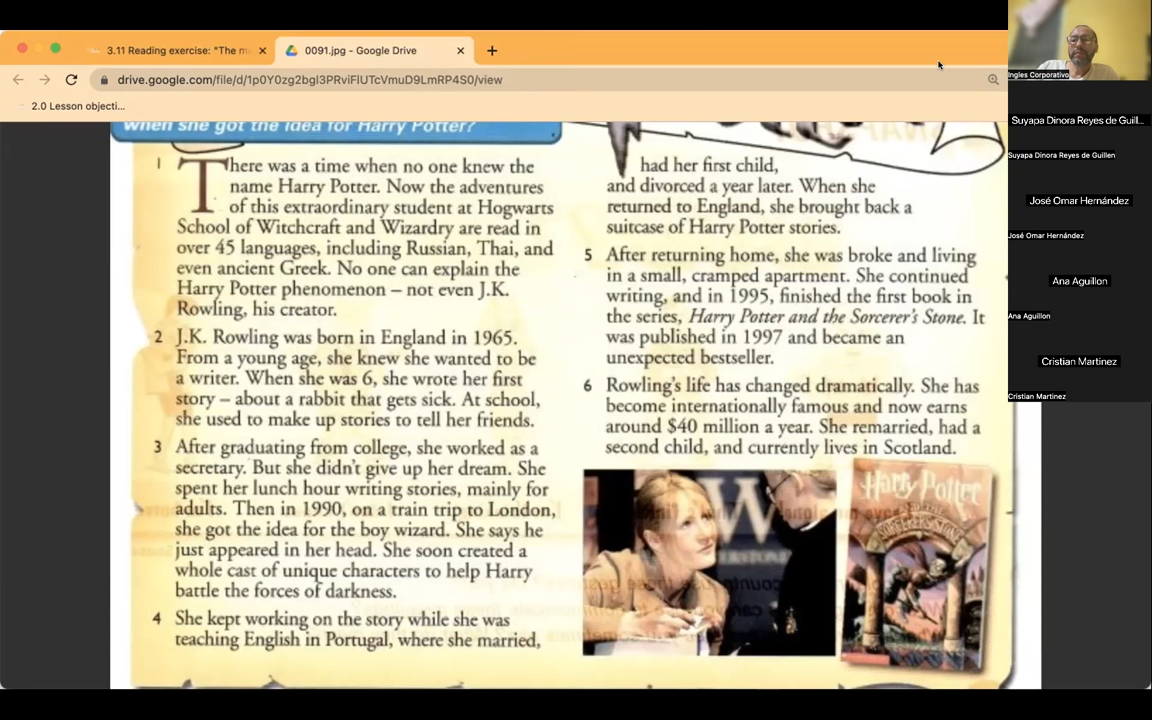 3.11 Reading exercise: "The m
0091.jpg - Google Drive
drive.google.com/file/d/1p0Y0zg2bgl3PRviFlUTcVmuD9LmRP4S0/view
2.0 Lesson objecti...
when she got the idea for Harry Potter?
1 There was a time when no one knew the
name Harry Potter. Now the adventures
of this extraordinary student at Hogwarts
School of Witchcraft and Wizardry are read in
over 45 languages, including Russian, Thai, and
even ancient Greek. No one can explain the
Harry Potter phenomenon – not even J.K.
Rowling, his creator.
2 J.K. Rowling was born in England in 1965.
From a young age, she knew she wanted to be
a writer. When she was 6, she wrote her first
story – about a rabbit that gets sick. At school,
she used to make up stories to tell her friends.
3 After graduating from college, she worked as a
secretary. But she didn't give up her dream. She
spent her lunch hour writing stories, mainly for
adults. Then in 1990, on a train trip to London,
she got the idea for the boy wizard. She says he
just appeared in her head. She soon created a
whole cast of unique characters to help Harry
battle the forces of darkness.
4 She kept working on the story while she was
teaching English in Portugal, where she married,
had her first child,
and divorced a year later. When she
returned to England, she brought back a
suitcase of Harry Potter stories.
5 After returning home, she was broke and living
in a small, cramped apartment. She continued
writing, and in 1995, finished the first book in
the series, Harry Potter and the Sorcerer's Stone. It
was published in 1997 and became an
unexpected bestseller.
6 Rowling's life has changed dramatically. She has
become internationally famous and now earns
around $40 million a year. She remarried, had a
second child, and currently lives in Scotland.
W
Harry Potter
Ingles Corporativo
Suyapa Dinora Reyes de Guill...
Suyapa Dinora Reyes de Guillen
José Omar Hernández
José Omar Hernández
Ana Aguillon
Ana Aguillon
Cristian Martinez
Cristian Martinez